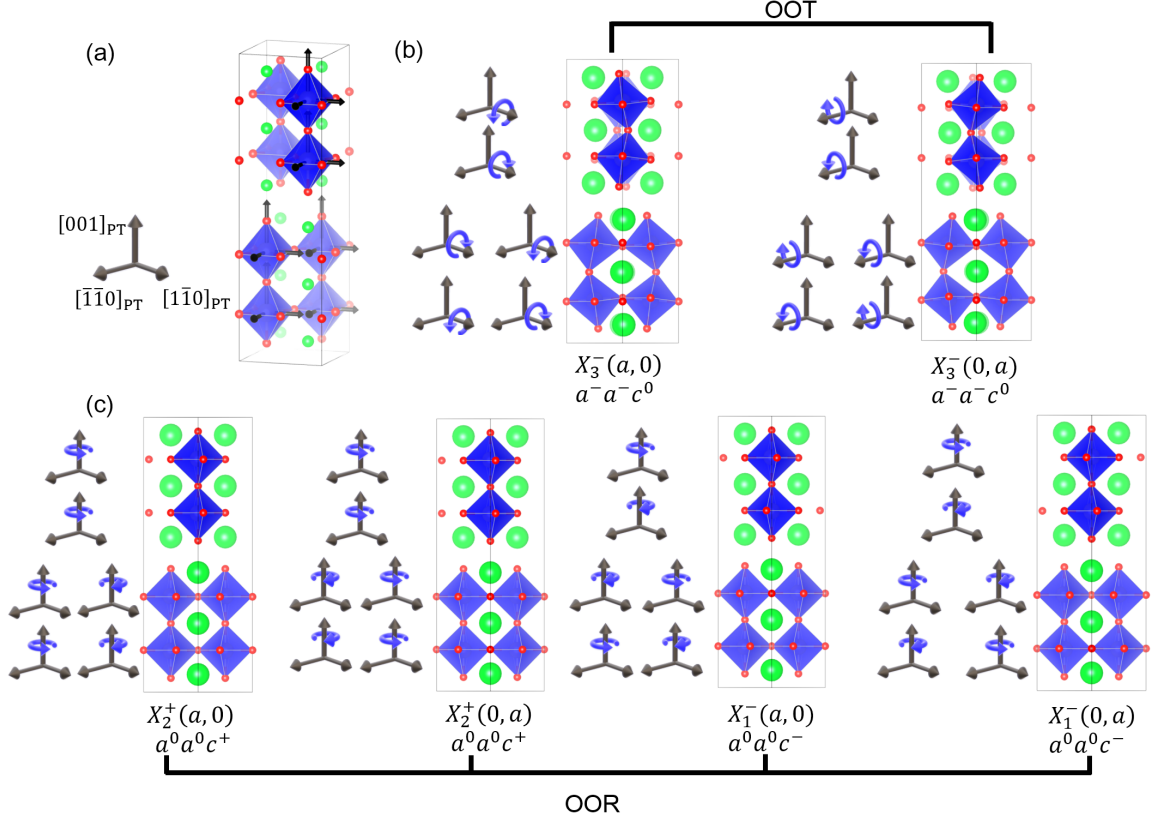 OOT
(a)
(b)
[001]PT
[1̅1̅0]PT
[11̅0]PT
X₃⁻(a, 0)
a⁻a⁻c⁰
X₃⁻(0, a)
a⁻a⁻c⁰
(c)
X₂⁺(a, 0)
a⁰a⁰c⁺
X₂⁺(0, a)
a⁰a⁰c⁺
X₁⁻(a, 0)
a⁰a⁰c⁻
X₁⁻(0, a)
a⁰a⁰c⁻
OOR